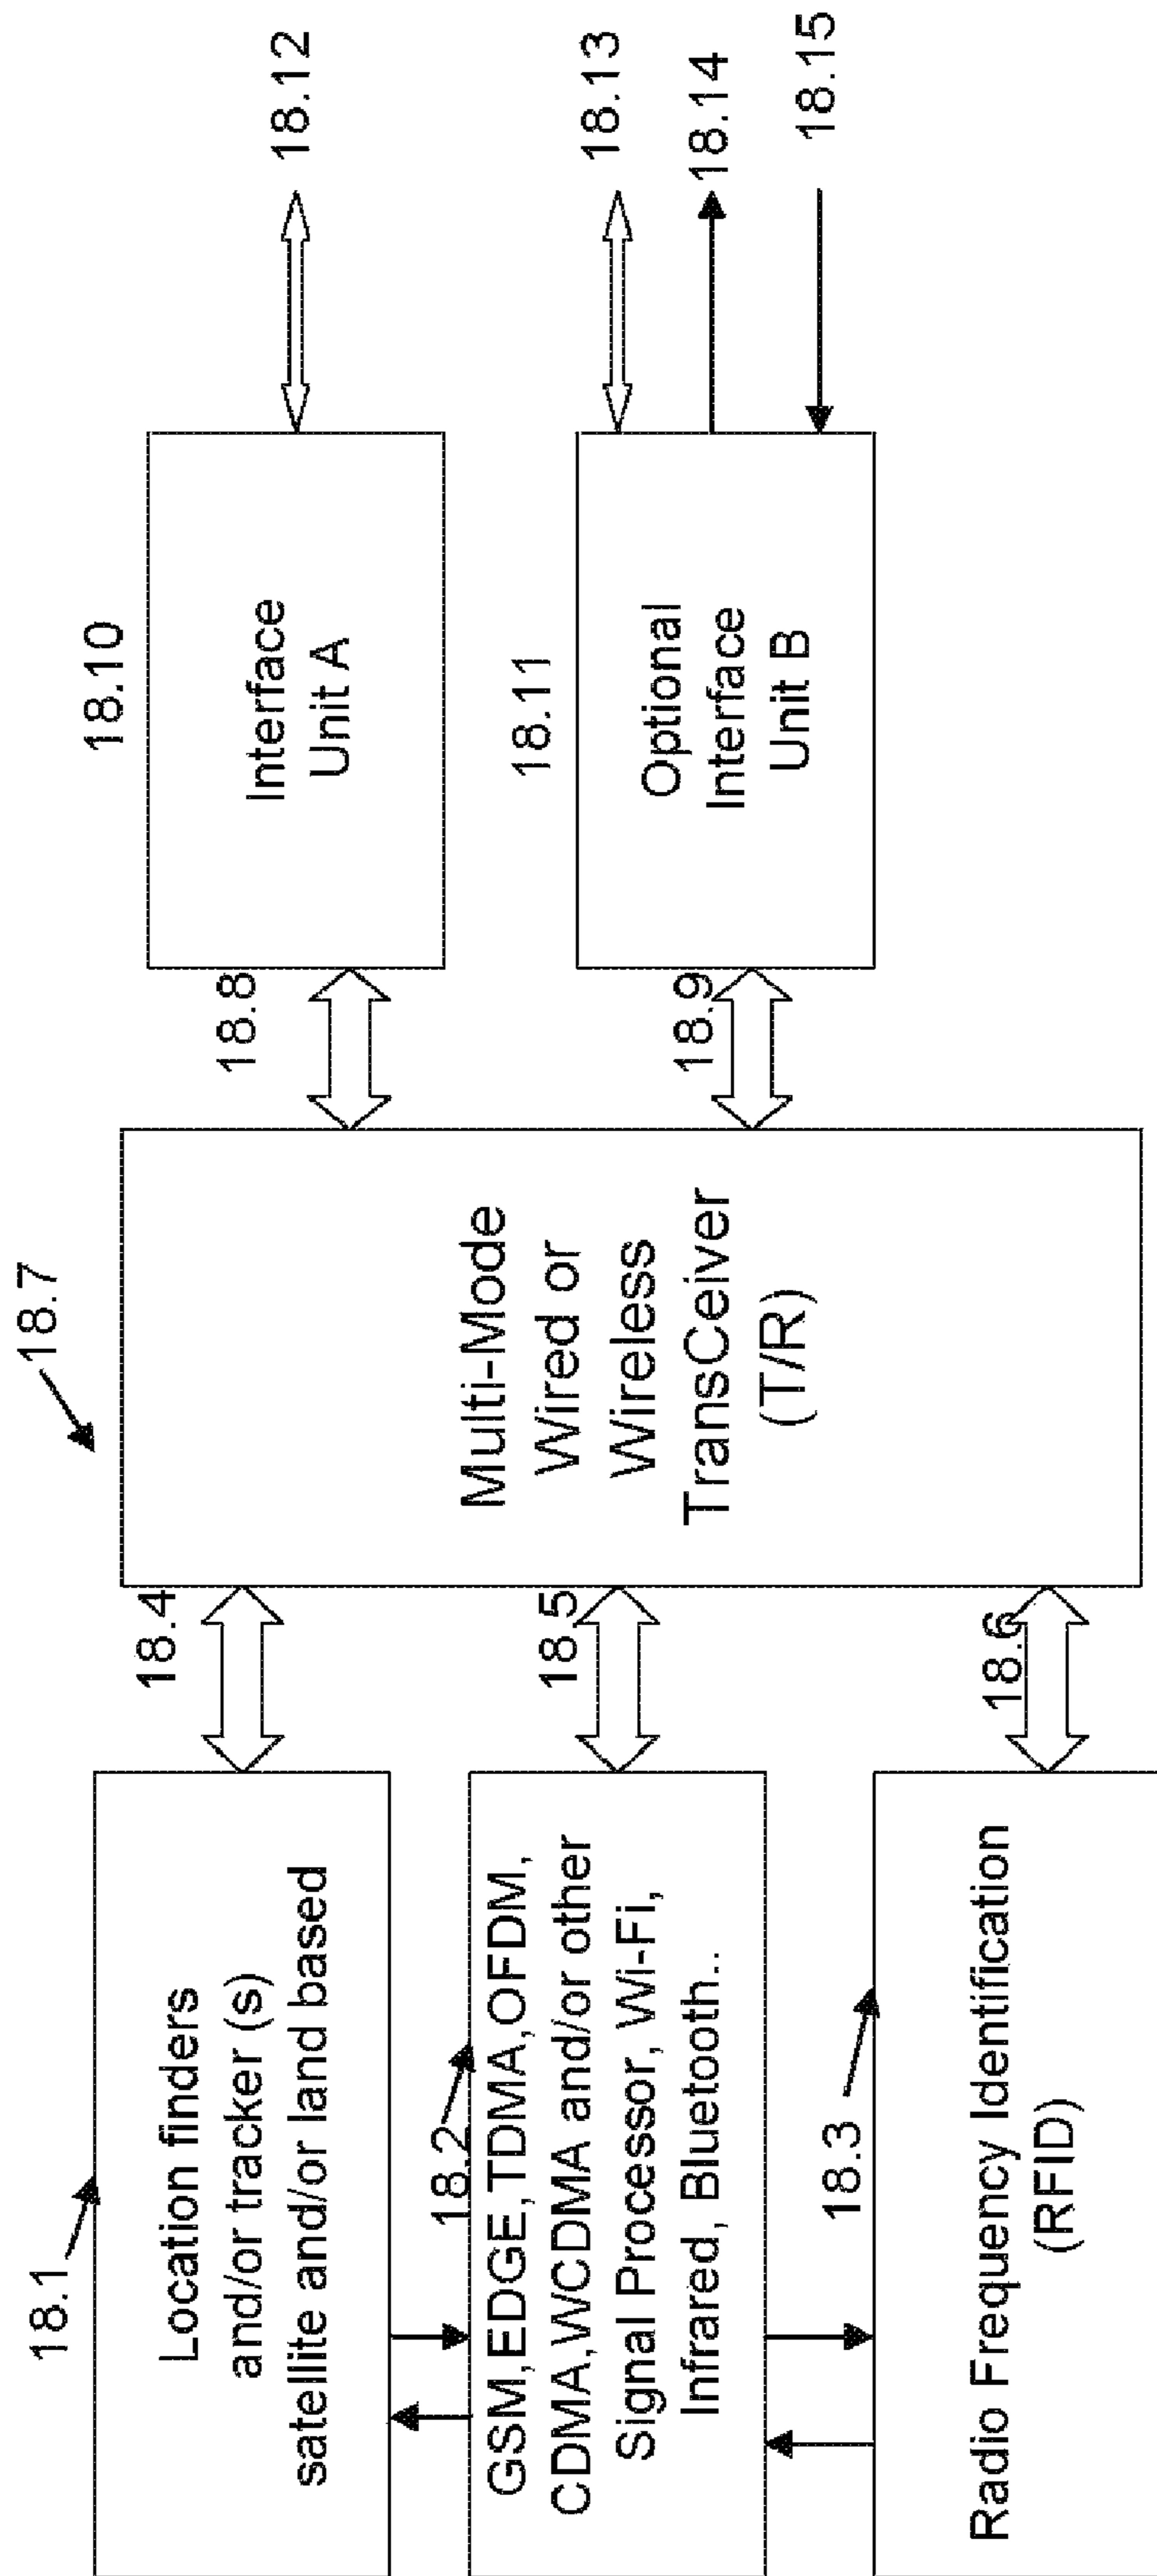 18.1
Location finders
and/or tracker (s)
satellite and/or land based
18.2
GSM,EDGE,TDMA,OFDM,
CDMA,WCDMA and/or other
Signal Processor, Wi-Fi,
Infrared, Bluetooth..
18.3
Radio Frequency Identification
(RFID)
18.4
18.5
18.6
18.7
Multi-Mode
Wired or
Wireless
TransCeiver
(T/R)
18.8
18.9
18.10
Interface
Unit A
18.11
Optional
Interface
Unit B
18.12
18.13
18.14
18.15